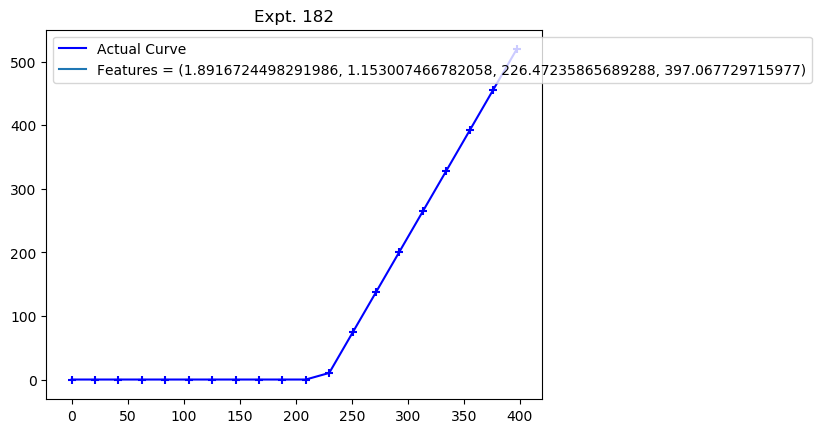 Expt. 182
Actual Curve
Features = (1.8916724498291986, 1.153007466782058, 226.47235865689288, 397.067729715977)
500
400
300
200
100
0
0 50 100 150 200 250 300 350 400